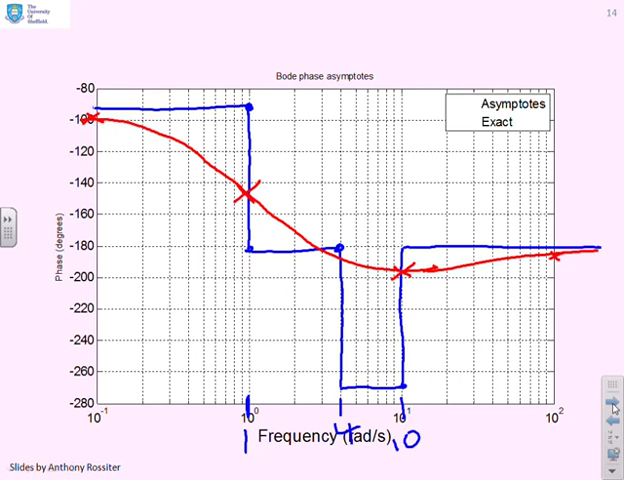 The
University
Of
Sheffield.
14
Bode phase asymptotes
-80
-100
-120
-140
-160
-180
-200
-220
-240
-260
-280
Phase (degrees)
Asymptotes
Exact
10^-1
10^0
10^1
10^2
1
4
10
Frequency (rad/s)
Slides by Anthony Rossiter